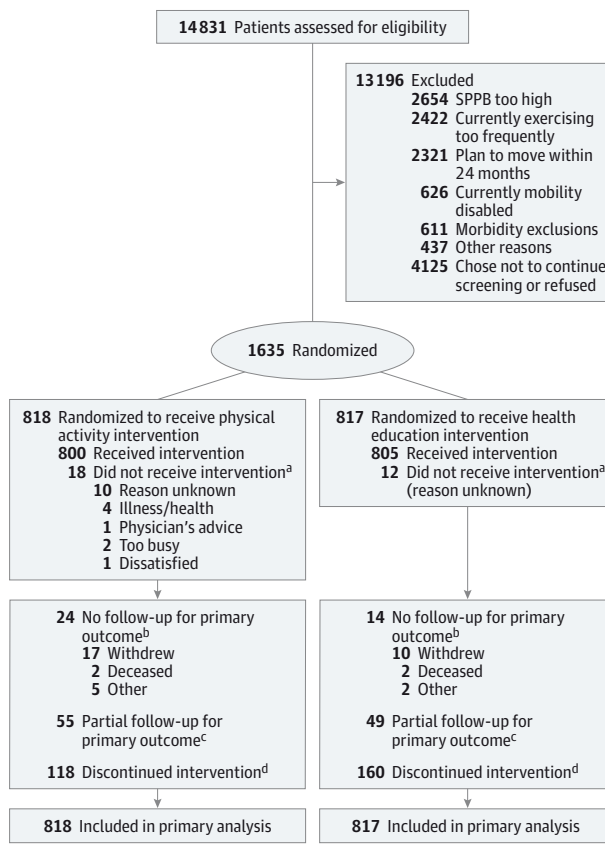 14 831 Patients assessed for eligibility
13 196 Excluded
2654 SPPB too high
2422 Currently exercising
too frequently
2321 Plan to move within
24 months
626 Currently mobility
disabled
611 Morbidity exclusions
437 Other reasons
4125 Chose not to continue
screening or refused
1635 Randomized
818 Randomized to receive physical
activity intervention
800 Received intervention
18 Did not receive interventionᵃ
10 Reason unknown
4 Illness/health
1 Physician's advice
2 Too busy
1 Dissatisfied
817 Randomized to receive health
education intervention
805 Received intervention
12 Did not receive interventionᵃ
(reason unknown)
24 No follow-up for primary
outcomeᵇ
17 Withdrew
2 Deceased
5 Other
55 Partial follow-up for
primary outcomeᶜ
118 Discontinued interventionᵈ
14 No follow-up for primary
outcomeᵇ
10 Withdrew
2 Deceased
2 Other
49 Partial follow-up for
primary outcomeᶜ
160 Discontinued interventionᵈ
818 Included in primary analysis
817 Included in primary analysis